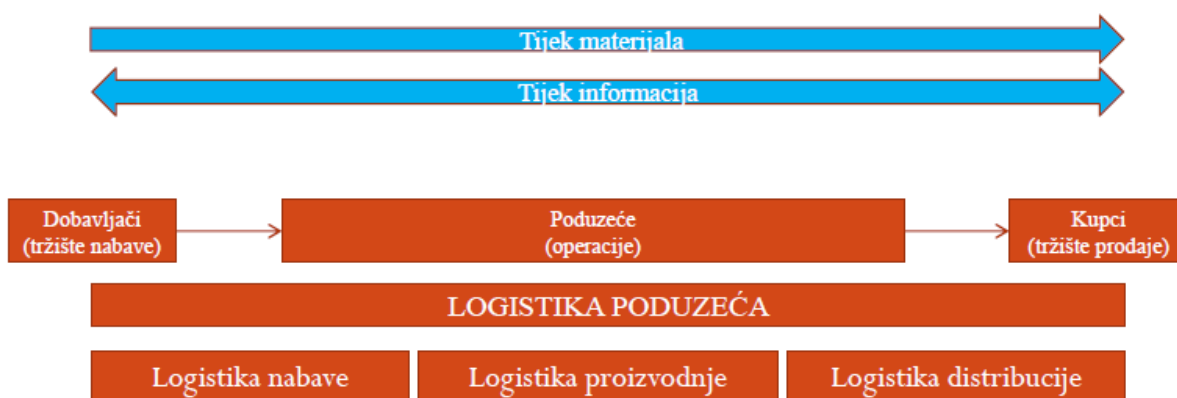 Tijek materijala
Tijek informacija
Dobavljači
(tržište nabave)
Poduzeće
(operacije)
Kupci
(tržište prodaje)
LOGISTIKA PODUZEĆA
Logistika nabave
Logistika proizvodnje
Logistika distribucije